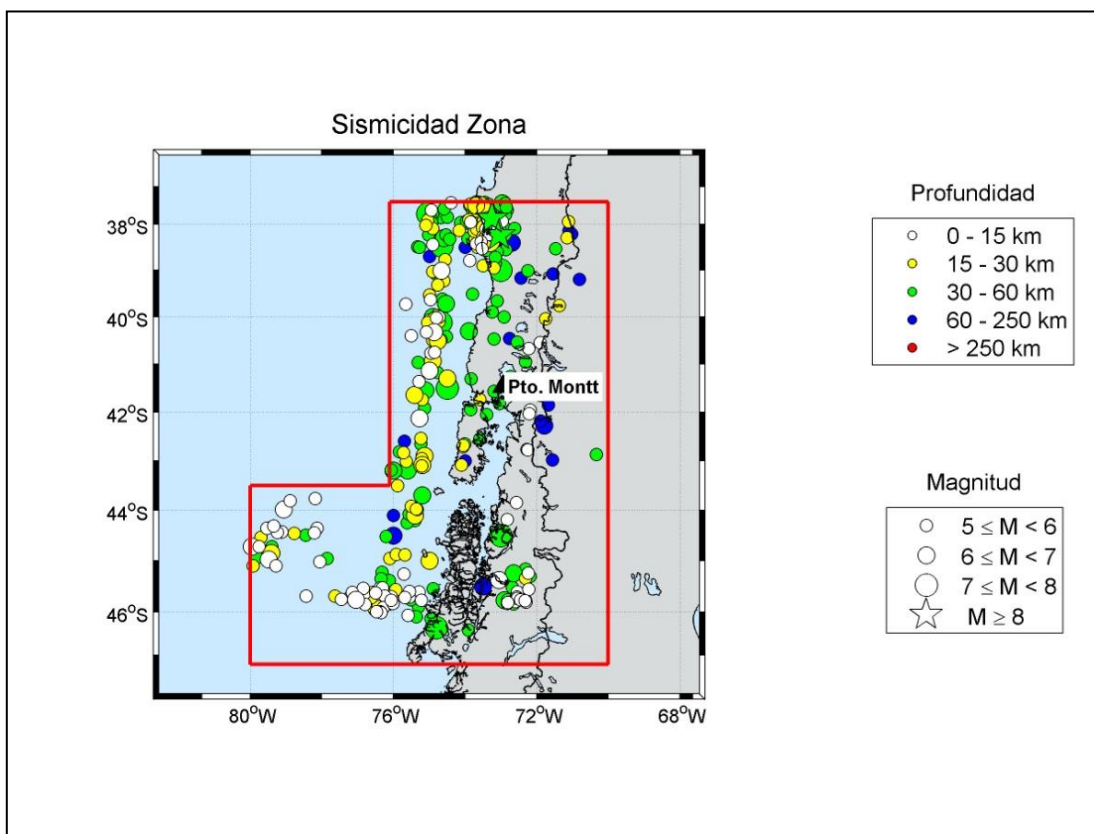 Sismicidad Zona
38°S
40°S
42°S
44°S
46°S
80°W
76°W
72°W
68°W
Pto. Montt
Profundidad
0 - 15 km
15 - 30 km
30 - 60 km
60 - 250 km
> 250 km
Magnitud
5 ≤ M < 6
6 ≤ M < 7
7 ≤ M < 8
M ≥ 8